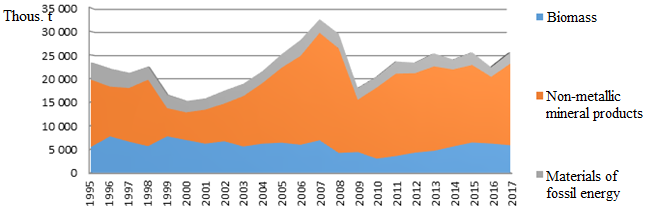 Thous. t
35 000
30 000
25 000
20 000
15 000
10 000
5 000
0
1995 1996 1997 1998 1999 2000 2001 2002 2003 2004 2005 2006 2007 2008 2009 2010 2011 2012 2013 2014 2015 2016 2017
Biomass
Non-metallic
mineral products
Materials of
fossil energy